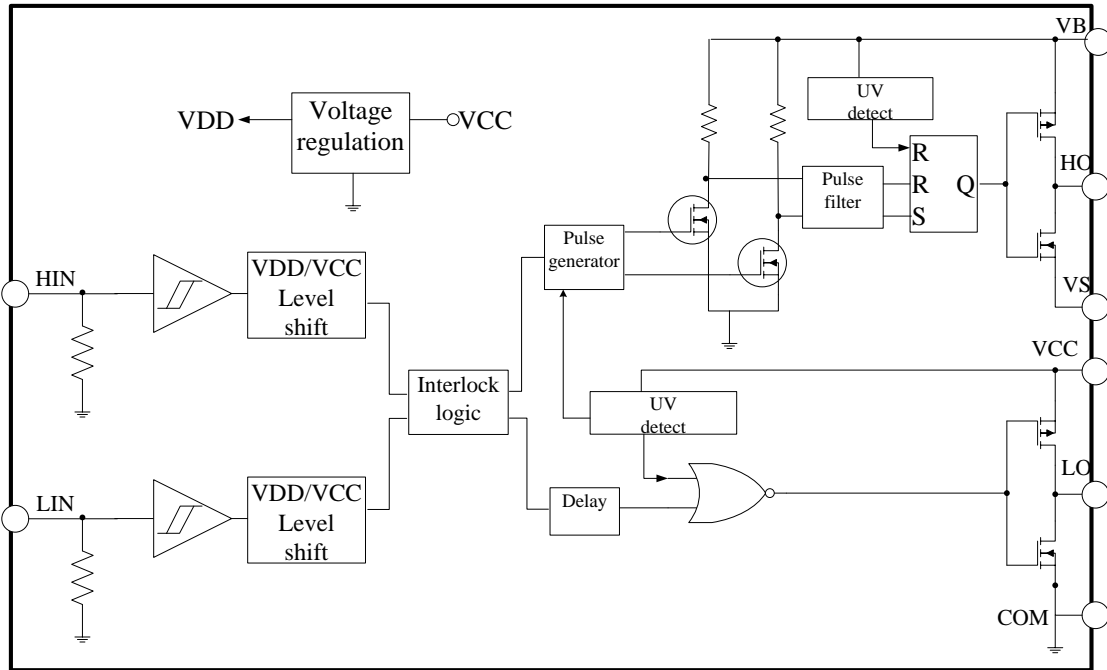 VB
UV
detect
VDD
Voltage
regulation
VCC
R
R
S
Q
HO
Pulse
filter
Pulse
generator
HIN
VDD/VCC
Level
shift
VS
VCC
Interlock
logic
UV
detect
LO
LIN
VDD/VCC
Level
shift
Delay
COM